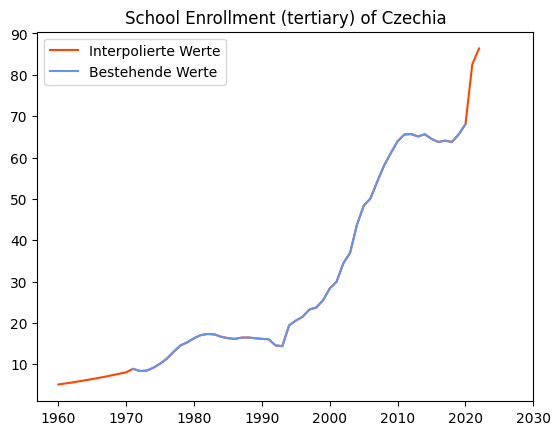 School Enrollment (tertiary) of Czechia
90
80
70
60
50
40
30
20
10
Interpolierte Werte
Bestehende Werte
1960 1970 1980 1990 2000 2010 2020 2030